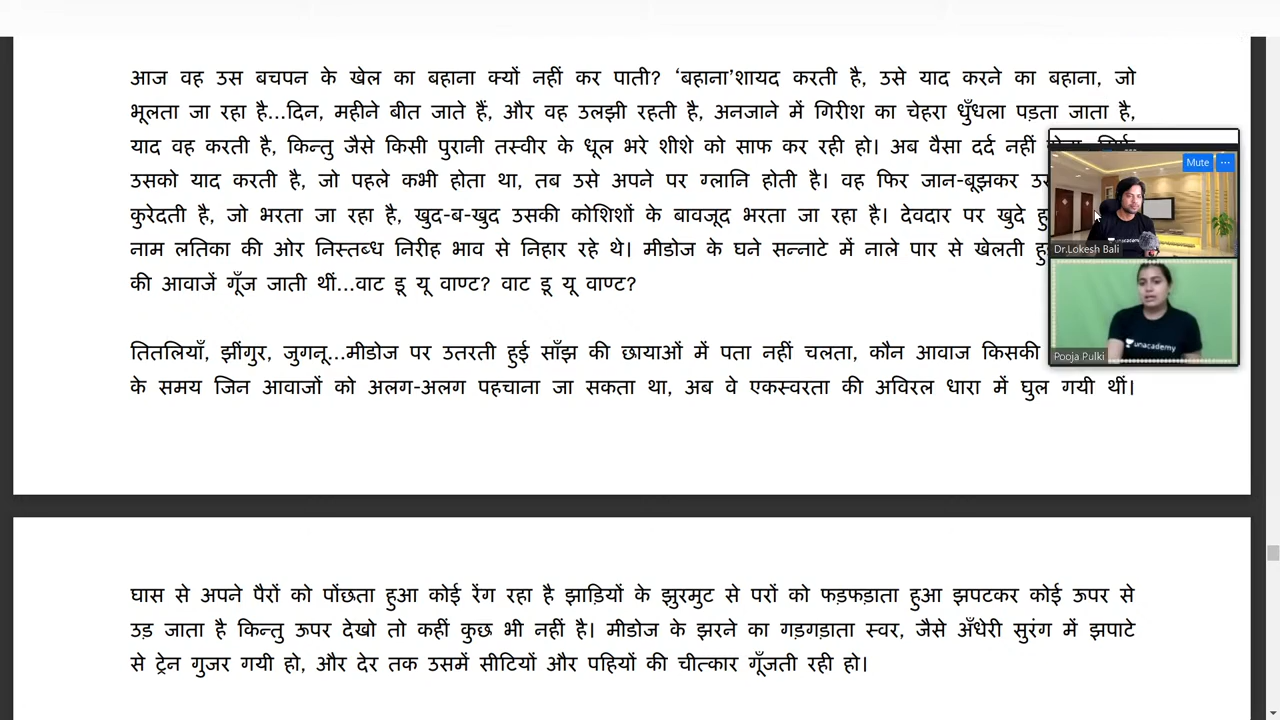 आज वह उस बचपन के खेल का बहाना क्यों नहीं कर पाती? ‘बहाना’शायद करती है, उसे याद करने का बहाना, जो
भूलता जा रहा है...दिन, महीने बीत जाते हैं, और वह उलझी रहती है, अनजाने में गिरीश का चेहरा धुँधला पड़ता जाता है,
याद वह करती है, किन्तु जैसे किसी पुरानी तस्वीर के धूल भरे शीशे को साफ कर रही हो। अब वैसा दर्द नहीं
उसको याद करती है, जो पहले कभी होता था, तब उसे अपने पर ग्लानि होती है। वह फिर जान-बूझकर
कुरेदती है, जो भरता जा रहा है, खुद-ब-खुद उसकी कोशिशों के बावजूद भरता जा रहा है। देवदार पर खुदे
नाम लतिका की ओर निस्तब्ध निरीह भाव से निहार रहे थे। मीडोज के घने सन्नाटे में नाले पार से खेलती
की आवाजें गूँज जाती थीं...वाट डू यू वाण्ट? वाट डू यू वाण्ट?
तितलियाँ, झींगुर, जुगनू...मीडोज पर उतरती हुई साँझ की छायाओं में पता नहीं चलता, कौन आवाज किसकी
के समय जिन आवाजों को अलग-अलग पहचाना जा सकता था, अब वे एकस्वरता की अविरल धारा में घुल गयी थीं।
घास से अपने पैरों को पोंछता हुआ कोई रेंग रहा है झाड़ियों के झुरमुट से परों को फड़फड़ाता हुआ झपटकर कोई ऊपर से
उड़ जाता है किन्तु ऊपर देखो तो कहीं कुछ भी नहीं है। मीडोज के झरने का गड़गड़ाता स्वर, जैसे अँधेरी सुरंग में झपाटे
से ट्रेन गुजर गयी हो, और देर तक उसमें सीटियों और पहियों की चीत्कार गूँजती रही हो।
Mute ...
unacademy
Dr.Lokesh Bali
unacademy
Pooja Pulki